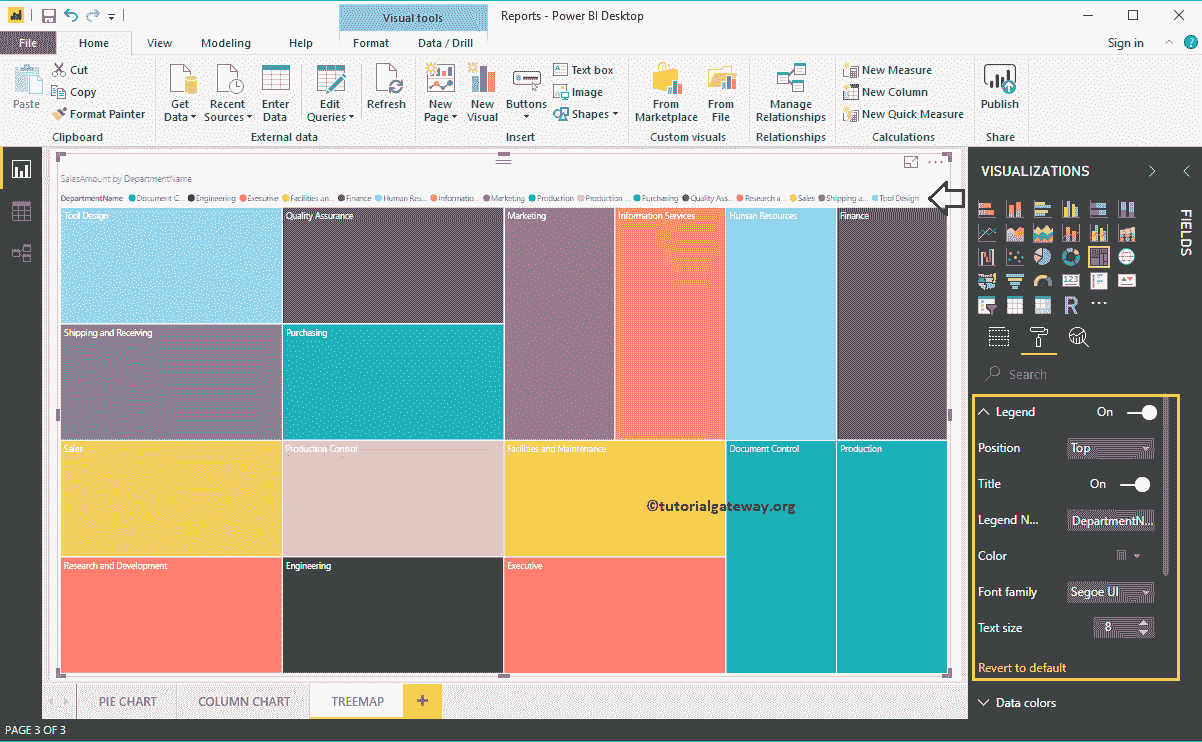 Visual tools
Reports - Power BI Desktop
File
Home
View
Modeling
Help
Format
Data / Drill
Sign in
?
Paste
Cut
Copy
Format Painter
Clipboard
Get
Data
Recent
Sources
Enter
Data
Edit
Queries
Refresh
External data
New
Page
New
Visual
Buttons
Text box
Image
Shapes
Insert
From
Marketplace
From
File
Custom visuals
Manage
Relationships
Relationships
New Measure
New Column
New Quick Measure
Calculations
Publish
Share
SalesAmount by DepartmentName
DepartmentName Document C... Engineering Executive Facilities an... Finance Human Res... Informatio... Marketing Production Production ... Purchasing Quality Ass... Research a... Sales Shipping a... Tool Design
Tool Design
Quality Assurance
Marketing
Information Services
Human Resources
Finance
Shipping and Receiving
Purchasing
Sales
Production Control
Facilities and Maintenance
Document Control
Production
©tutorialgateway.org
Research and Development
Engineering
Executive
VISUALIZATIONS
FIELDS
123
R
Search
Legend On
Position Top
Title On
Legend N... DepartmentN...
Color
Font family Segoe UI
Text size 8
Revert to default
Data colors
PIE CHART
COLUMN CHART
TREEMAP
+
PAGE 3 OF 3